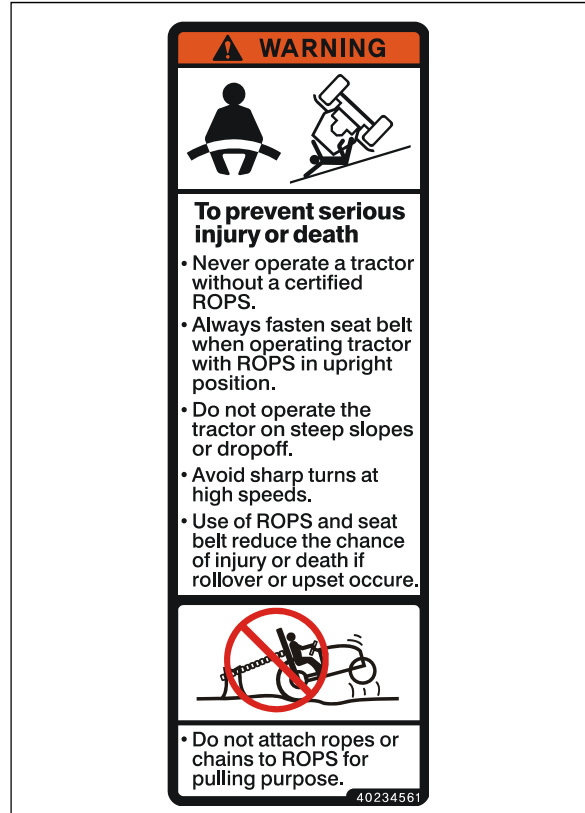 WARNING
To prevent serious
injury or death
• Never operate a tractor
without a certified
ROPS.
• Always fasten seat belt
when operating tractor
with ROPS in upright
position.
• Do not operate the
tractor on steep slopes
or dropoff.
• Avoid sharp turns at
high speeds.
• Use of ROPS and seat
belt reduce the chance
of injury or death if
rollover or upset occure.
• Do not attach ropes or
chains to ROPS for
pulling purpose.
40234561